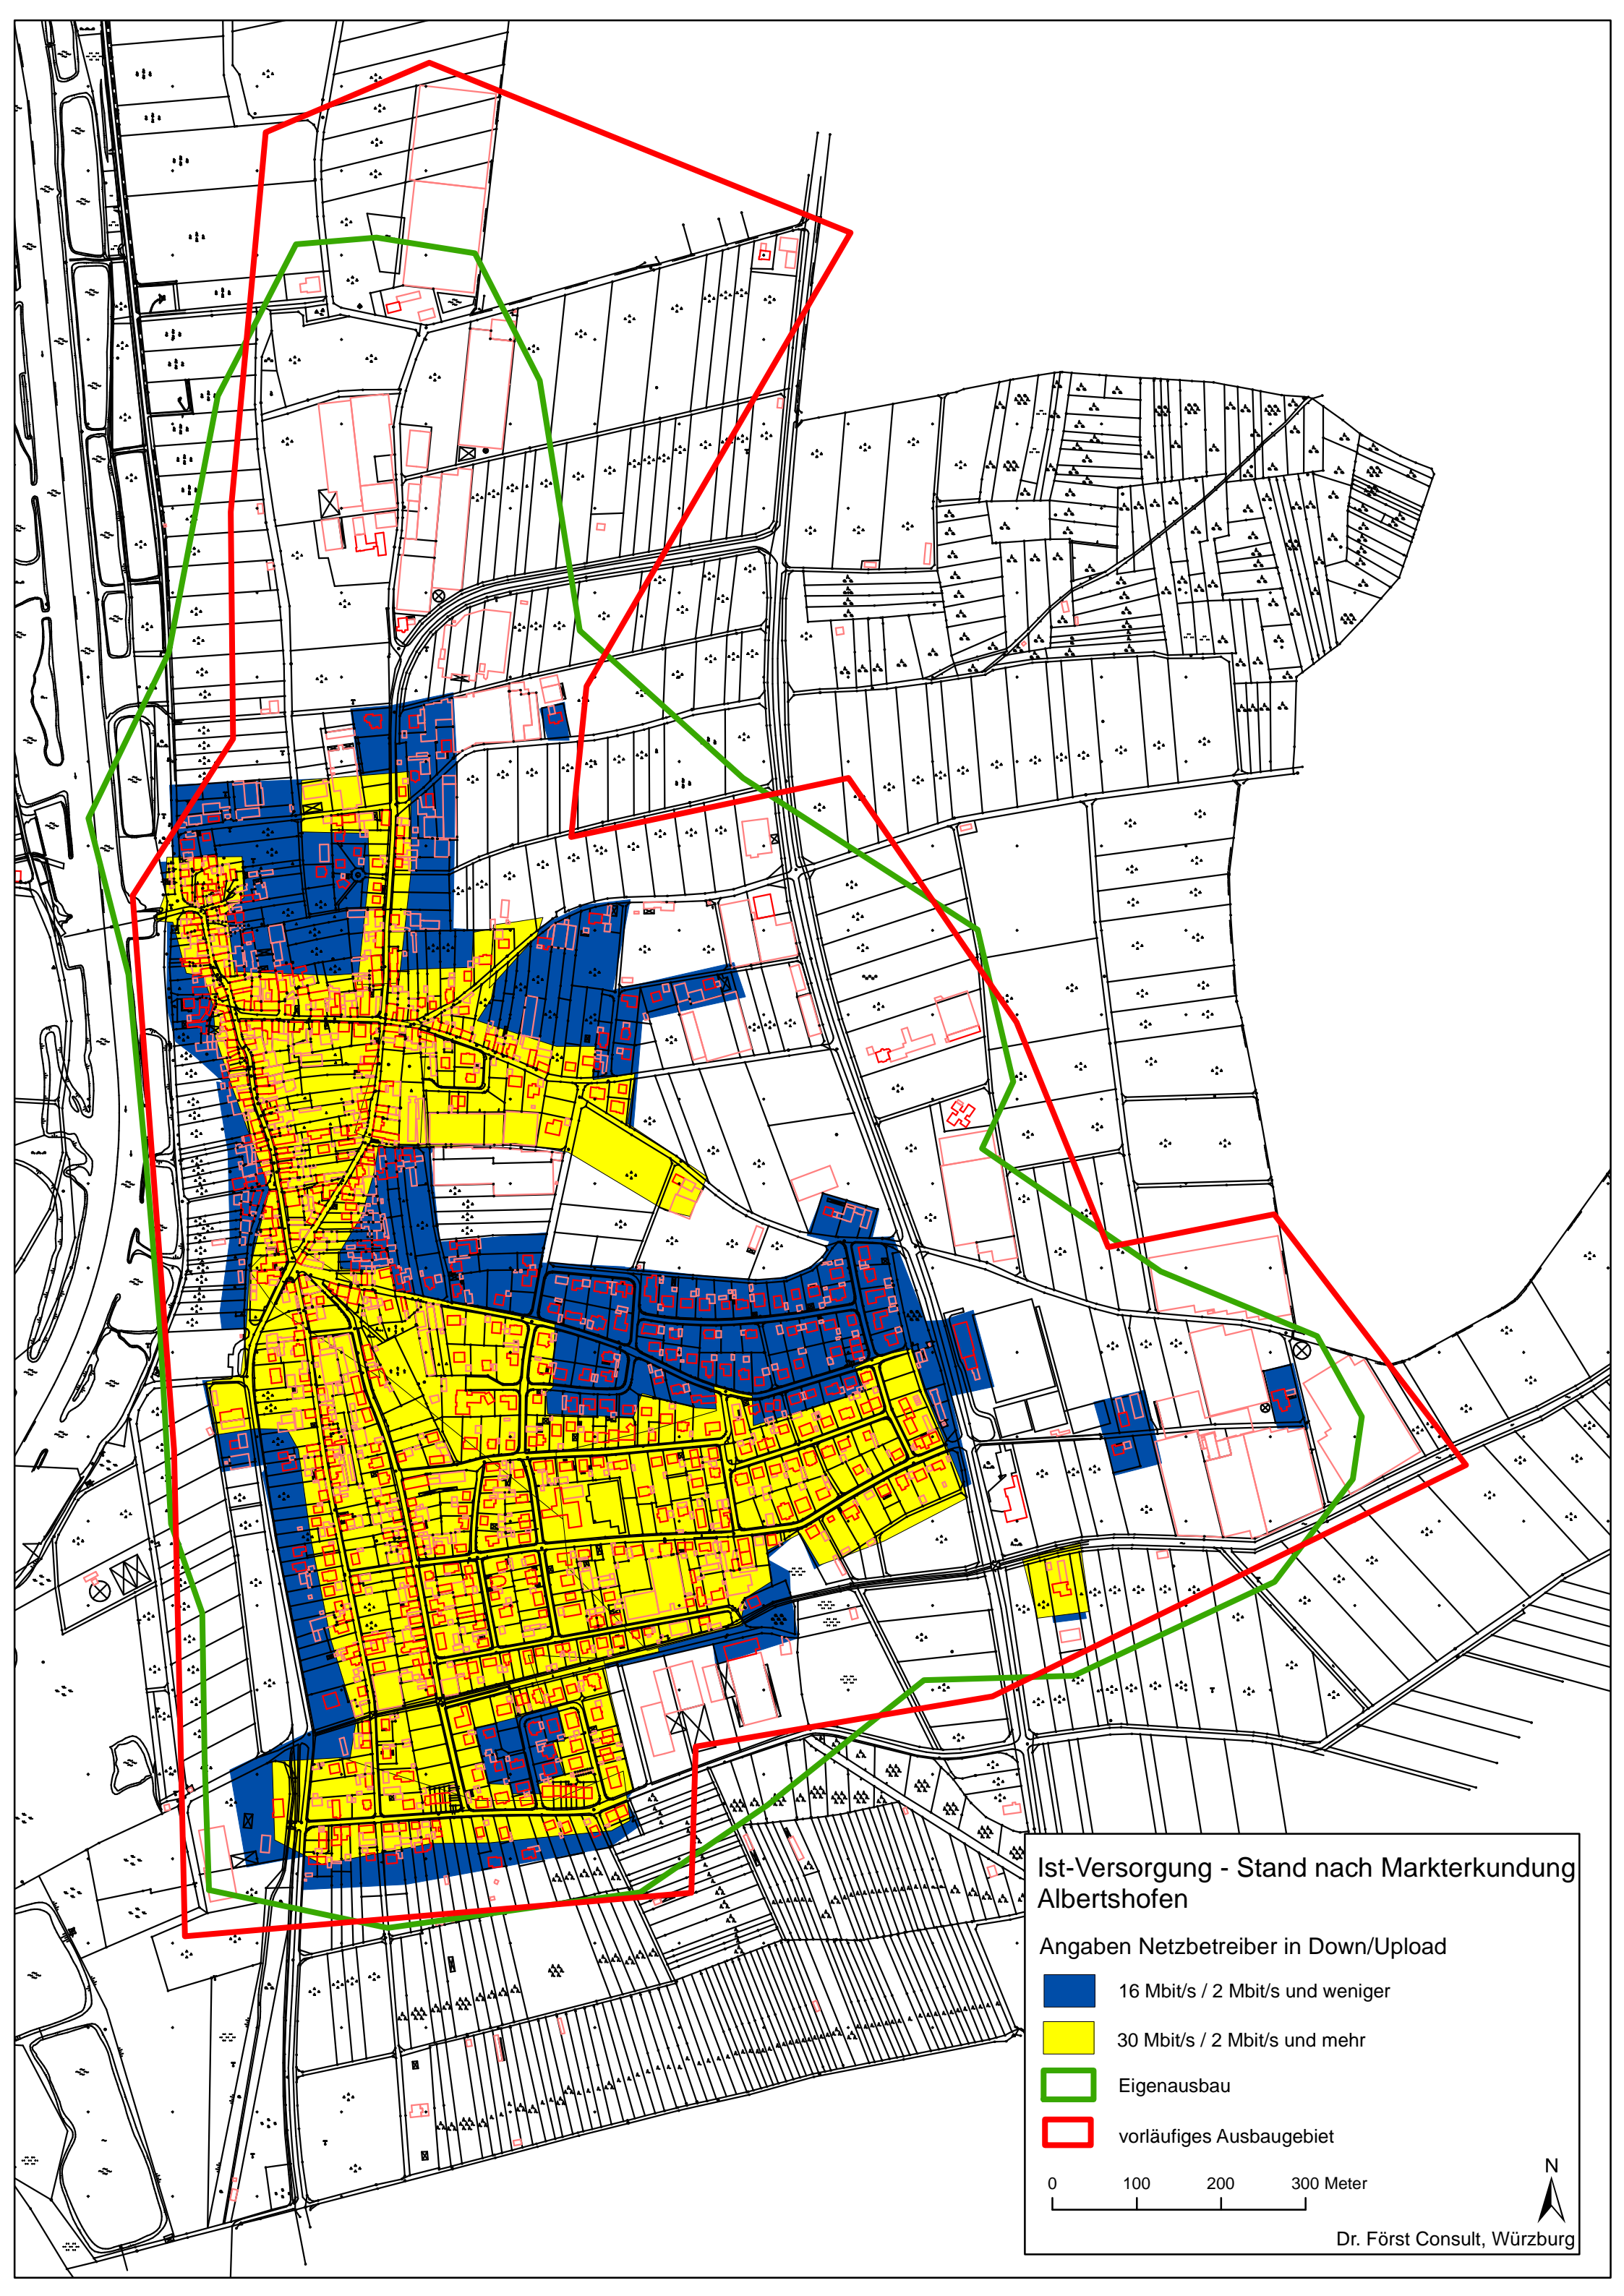 Ist-Versorgung - Stand nach Markterkundung
Albertshofen
Angaben Netzbetreiber in Down/Upload
16 Mbit/s / 2 Mbit/s und weniger
30 Mbit/s / 2 Mbit/s und mehr
Eigenausbau
vorläufiges Ausbaugebiet
0 100 200 300 Meter
N
Dr. Först Consult, Würzburg